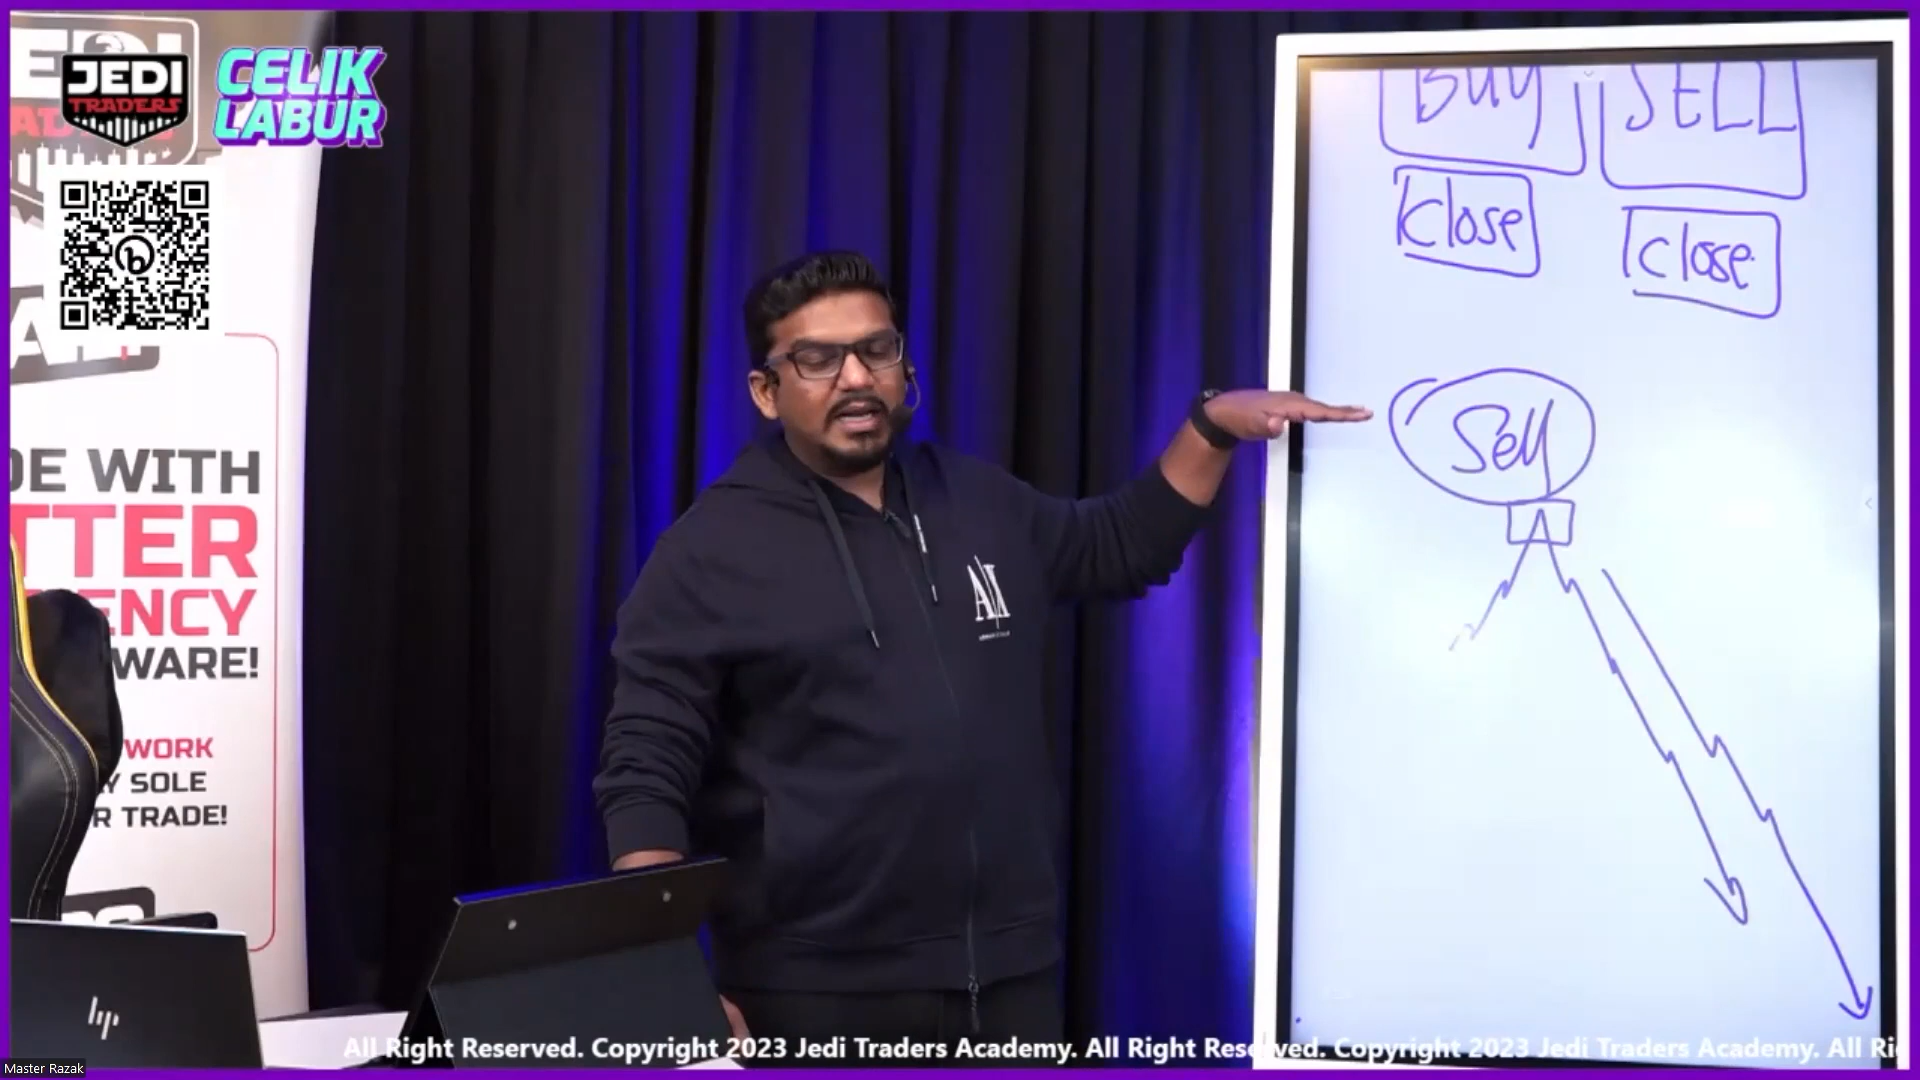 JEDI
TRADERS
CELIK
LABUR
BUY
SELL
Close
Close
Sell
DE WITH
TTER
ENCY
WARE!
WORK
Y SOLE
R TRADE!
A|X
hp
All Right Reserved. Copyright 2023 Jedi Traders Academy. All Right Reserved. Copyright 2023 Jedi Traders Academy. All Ri
Master Razak